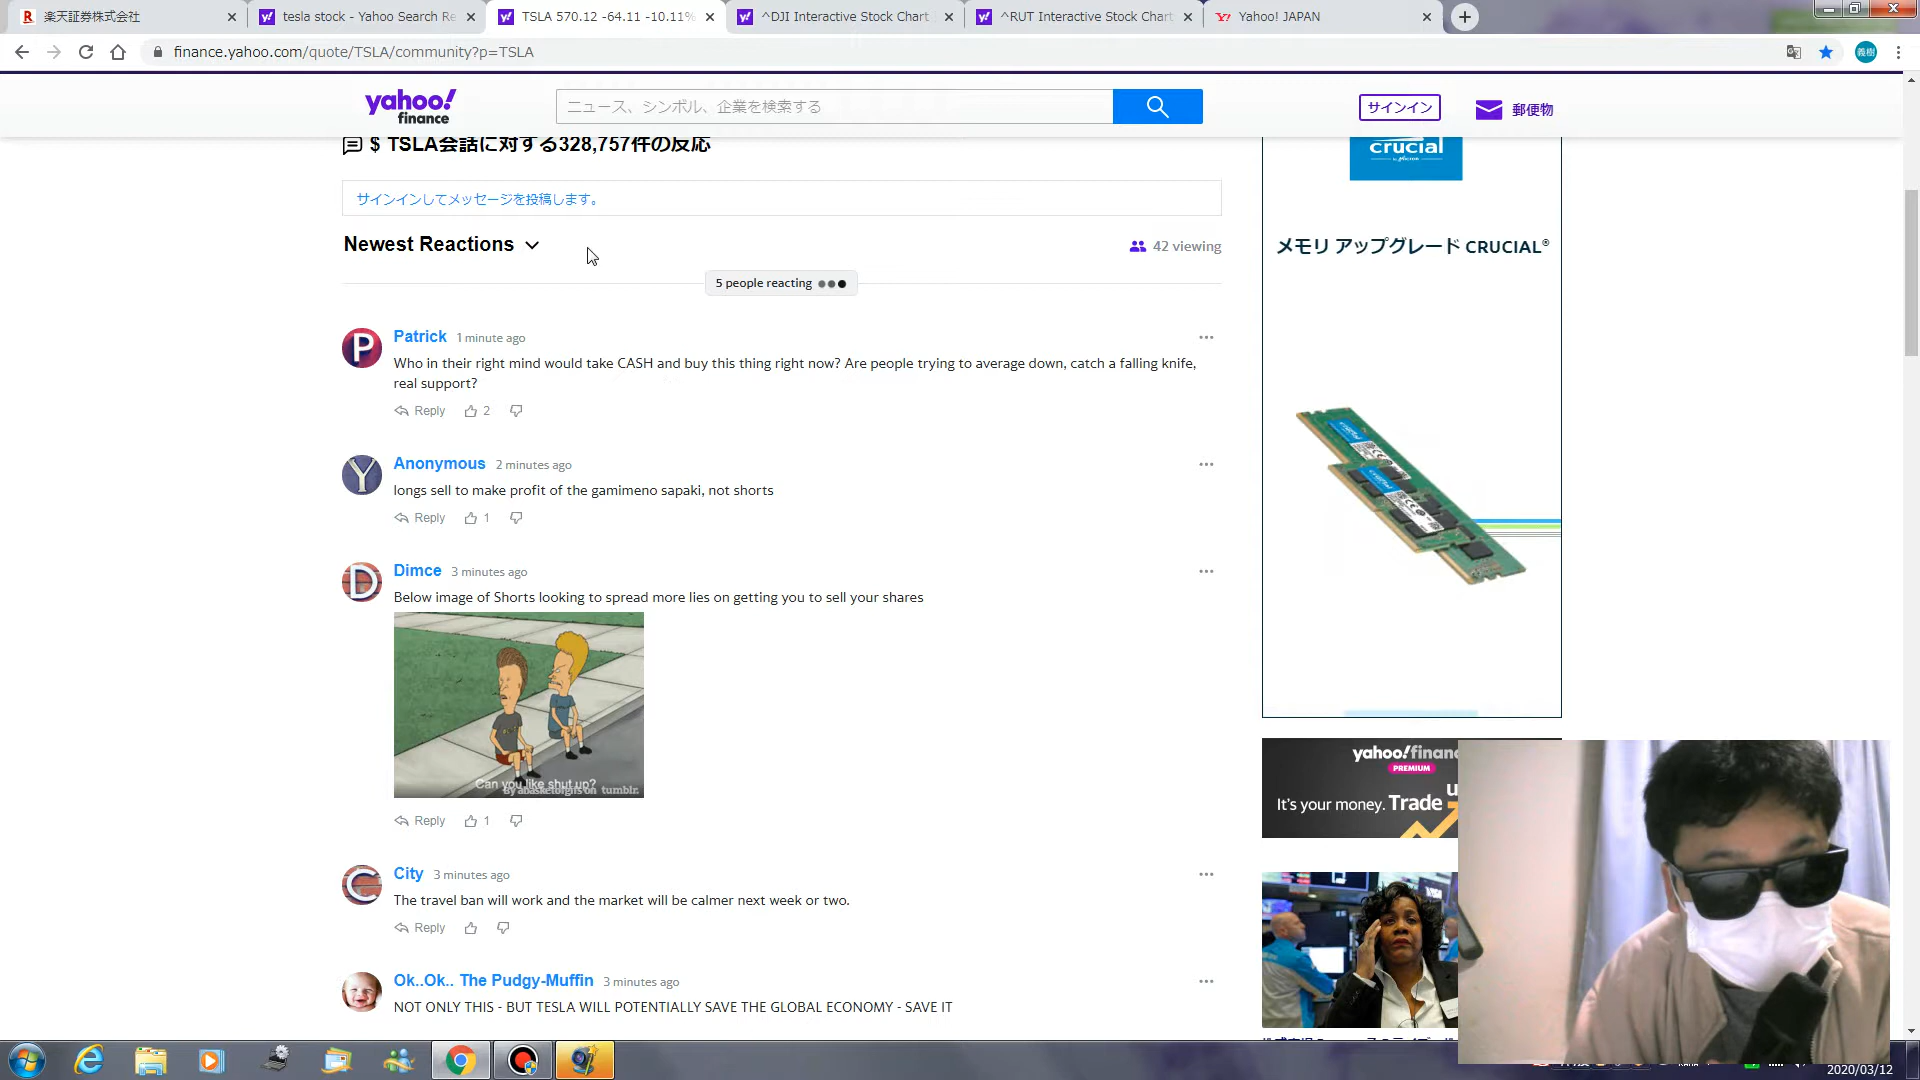 楽天証券株式会社
tesla stock - Yahoo Search Re
TSLA 570.12 -64.11 -10.11%
^DJI Interactive Stock Chart
^RUT Interactive Stock Chart
Yahoo! JAPAN
finance.yahoo.com/quote/TSLA/community?p=TSLA
義樹
yahoo!
finance
ニュース、シンボル、企業を検索する
サインイン
郵便物
$ TSLA会話に対する328,757件の反応
サインインしてメッセージを投稿します。
Newest Reactions
42 viewing
5 people reacting
Patrick 1 minute ago
Who in their right mind would take CASH and buy this thing right now? Are people trying to average down, catch a falling knife,
real support?
Reply 2
Anonymous 2 minutes ago
longs sell to make profit of the gamimeno sapaki, not shorts
Reply 1
Dimce 3 minutes ago
Below image of Shorts looking to spread more lies on getting you to sell your shares
Can you like shut up?
Reply 1
City 3 minutes ago
The travel ban will work and the market will be calmer next week or two.
Reply
Ok..Ok.. The Pudgy-Muffin 3 minutes ago
NOT ONLY THIS - BUT TESLA WILL POTENTIALLY SAVE THE GLOBAL ECONOMY - SAVE IT
crucial
メモリ アップグレード CRUCIAL®
yahoo!finan
PREMIUM
It's your money. Trade u
2020/03/12